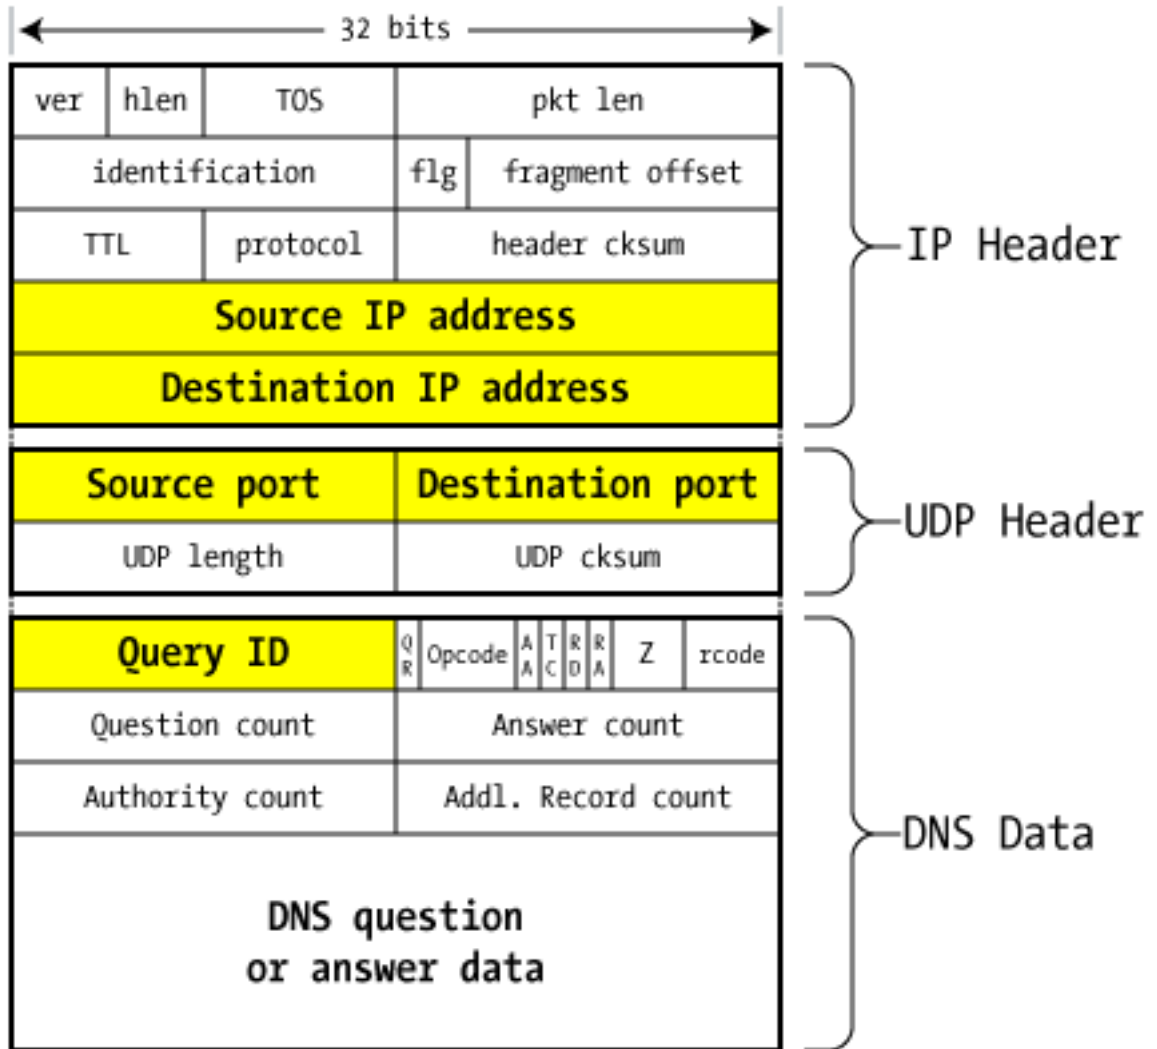 32 bits
ver hlen TOS pkt len
identification flg fragment offset
TTL protocol header cksum
IP Header
Source IP address
Destination IP address
Source port Destination port
UDP Header
UDP length UDP cksum
Query ID QR Opcode AA TC RD RA Z rcode
Question count Answer count
Authority count Addl. Record count
DNS Data
DNS question
or answer data